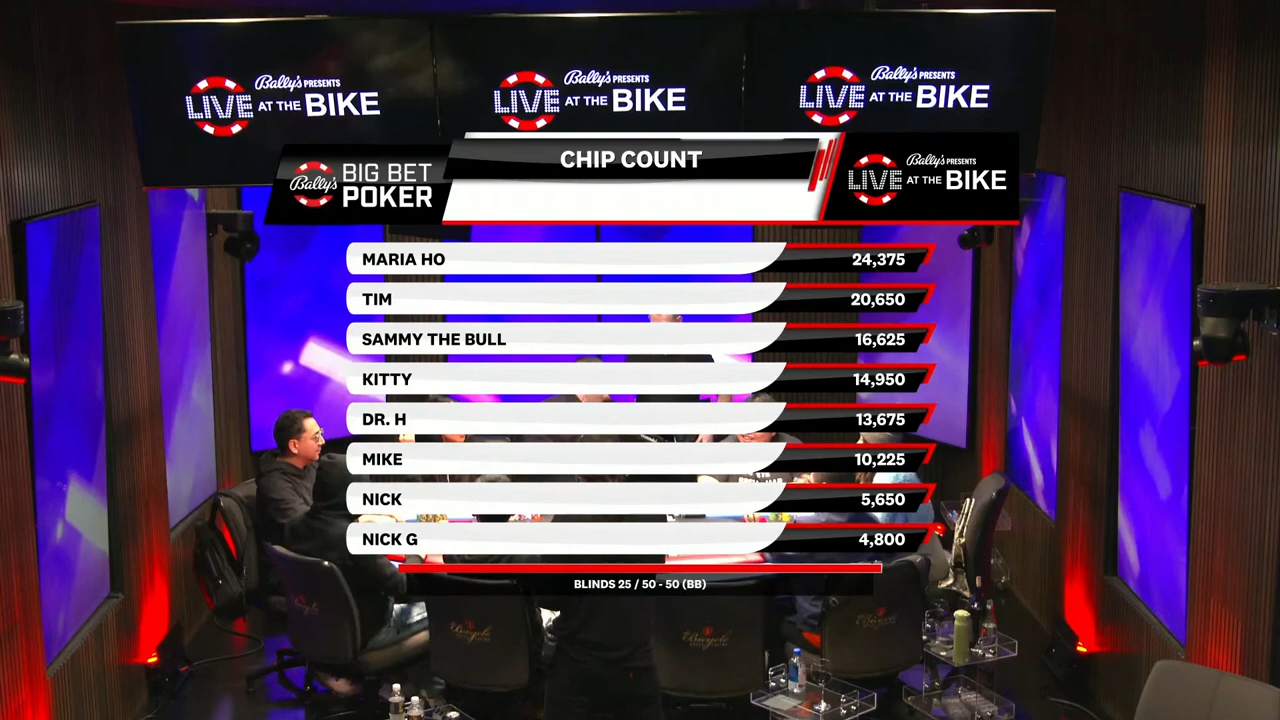 Bally's PRESENTS
LIVE AT THE BIKE
Bally's PRESENTS
LIVE AT THE BIKE
Bally's PRESENTS
LIVE AT THE BIKE
Bally's BIG BET POKER
CHIP COUNT
Bally's PRESENTS
LIVE AT THE BIKE
MARIA HO 24,375
TIM 20,650
SAMMY THE BULL 16,625
KITTY 14,950
DR. H 13,675
MIKE 10,225
NICK 5,650
NICK G 4,800
BLINDS 25 / 50 - 50 (BB)
Bicycle
Bicycle